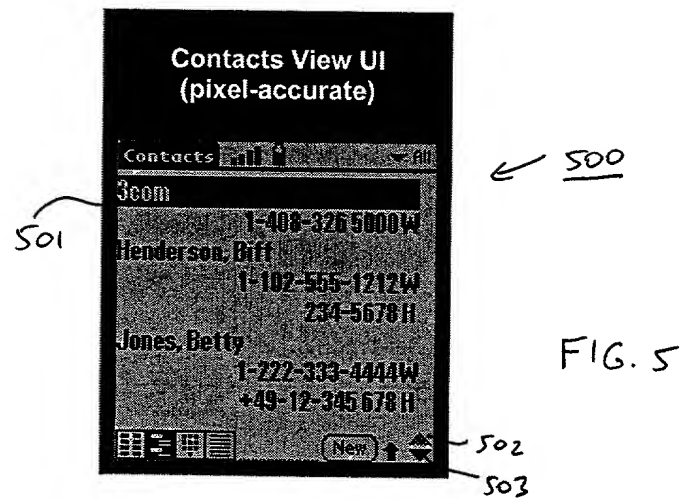 Contacts View UI
(pixel-accurate)
Contacts All
500
3com
501
1-408-326 5000 W
Henderson, Biff
1-102-555-1212 W
234-5678 H
Jones, Betty
1-222-333-4444 W
+49-12-345 678 H
FIG. 5
New
502
503